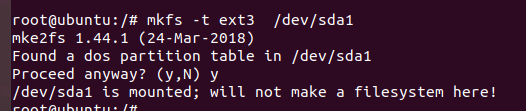 root@ubuntu:/# mkfs -t ext3  /dev/sda1
mke2fs 1.44.1 (24-Mar-2018)
Found a dos partition table in /dev/sda1
Proceed anyway? (y,N) y
/dev/sda1 is mounted; will not make a filesystem here!
root@ubuntu:/#